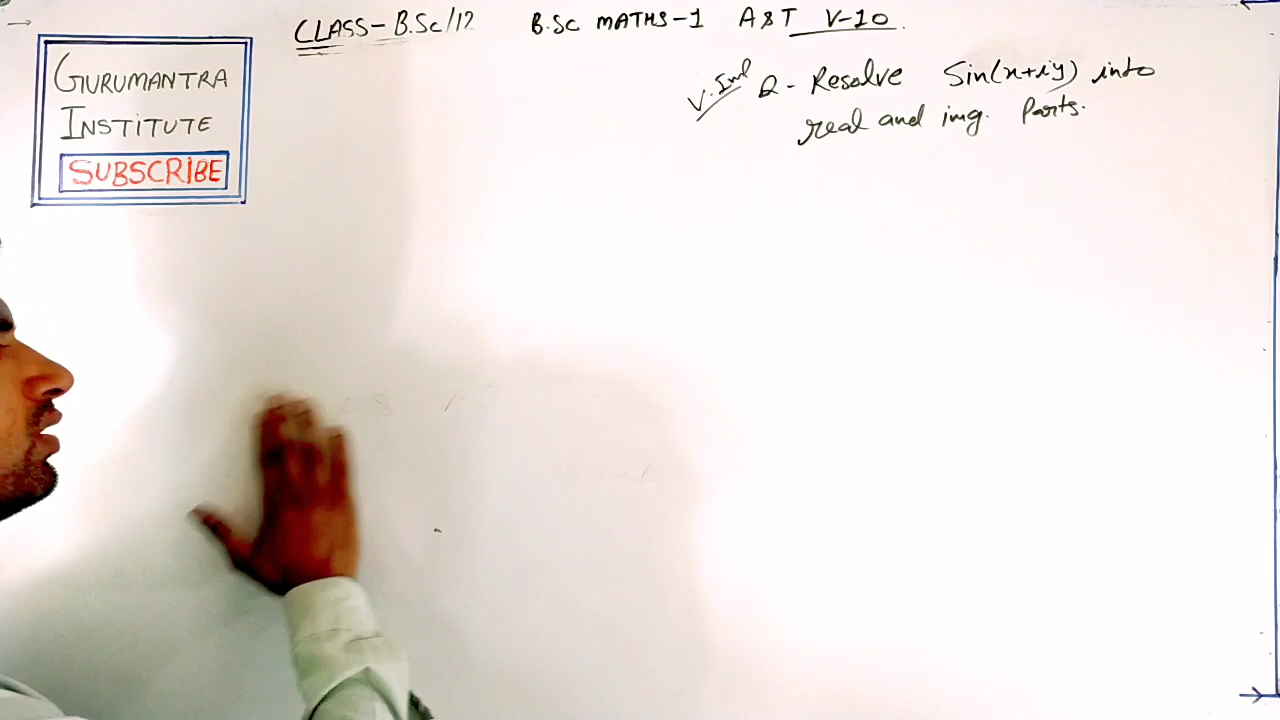 CLASS- B.Sc/12 B.SC MATHS-1 A&T V-10
GURUMANTRA
INSTITUTE
SUBSCRIBE
V.Imp Q- Resolve Sin(x+iy) into
real and img. Parts.